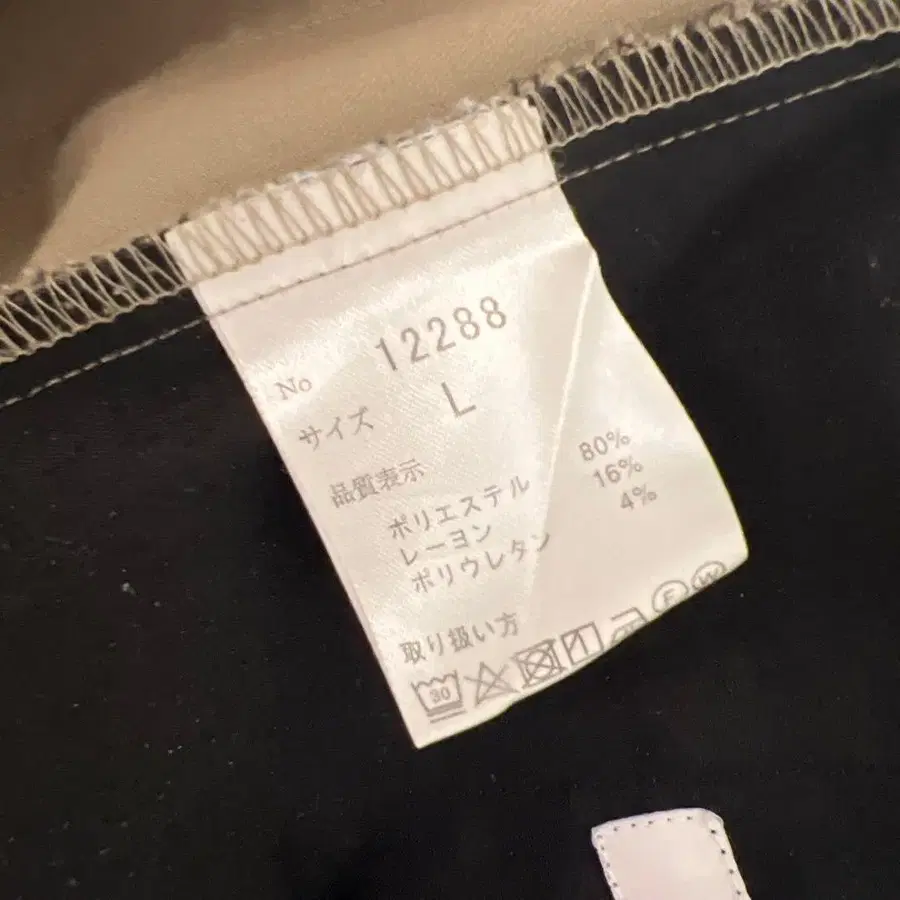 No 12288
サイズ L
品質表示
ポリエステル 80%
レーヨン 16%
ポリウレタン 4%
取り扱い方
30 F W